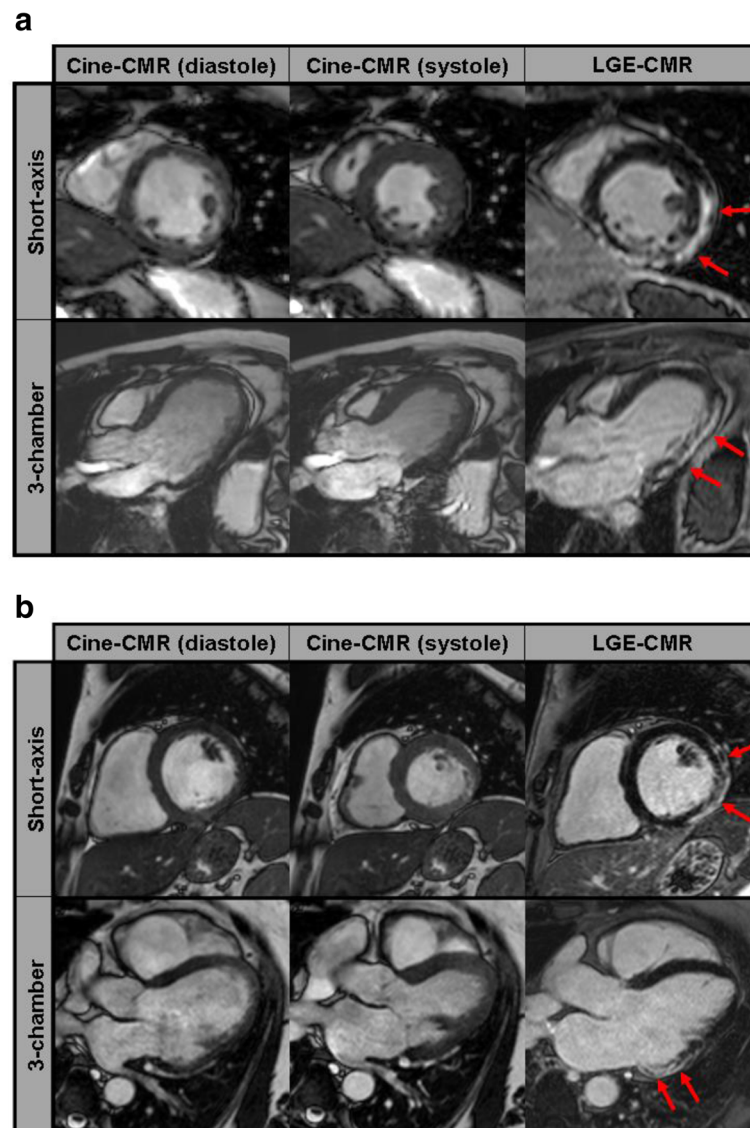 a
Cine-CMR (diastole) Cine-CMR (systole) LGE-CMR
Short-axis
3-chamber
b
Cine-CMR (diastole) Cine-CMR (systole) LGE-CMR
Short-axis
3-chamber